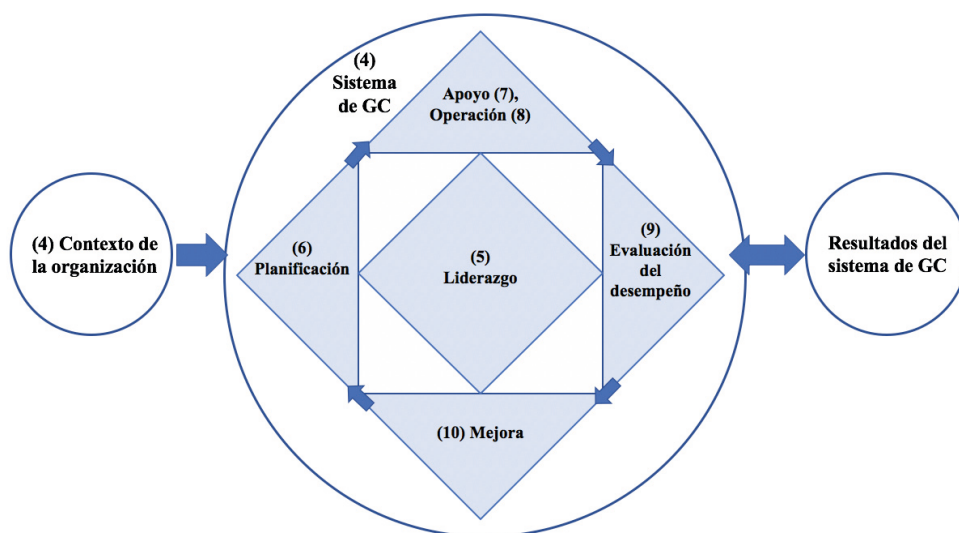 (4)
Sistema
de GC
Apoyo (7),
Operación (8)
(4) Contexto de
la organización
(6)
Planificación
(5)
Liderazgo
(9)
Evaluación
del
desempeño
Resultados del
sistema de GC
(10) Mejora